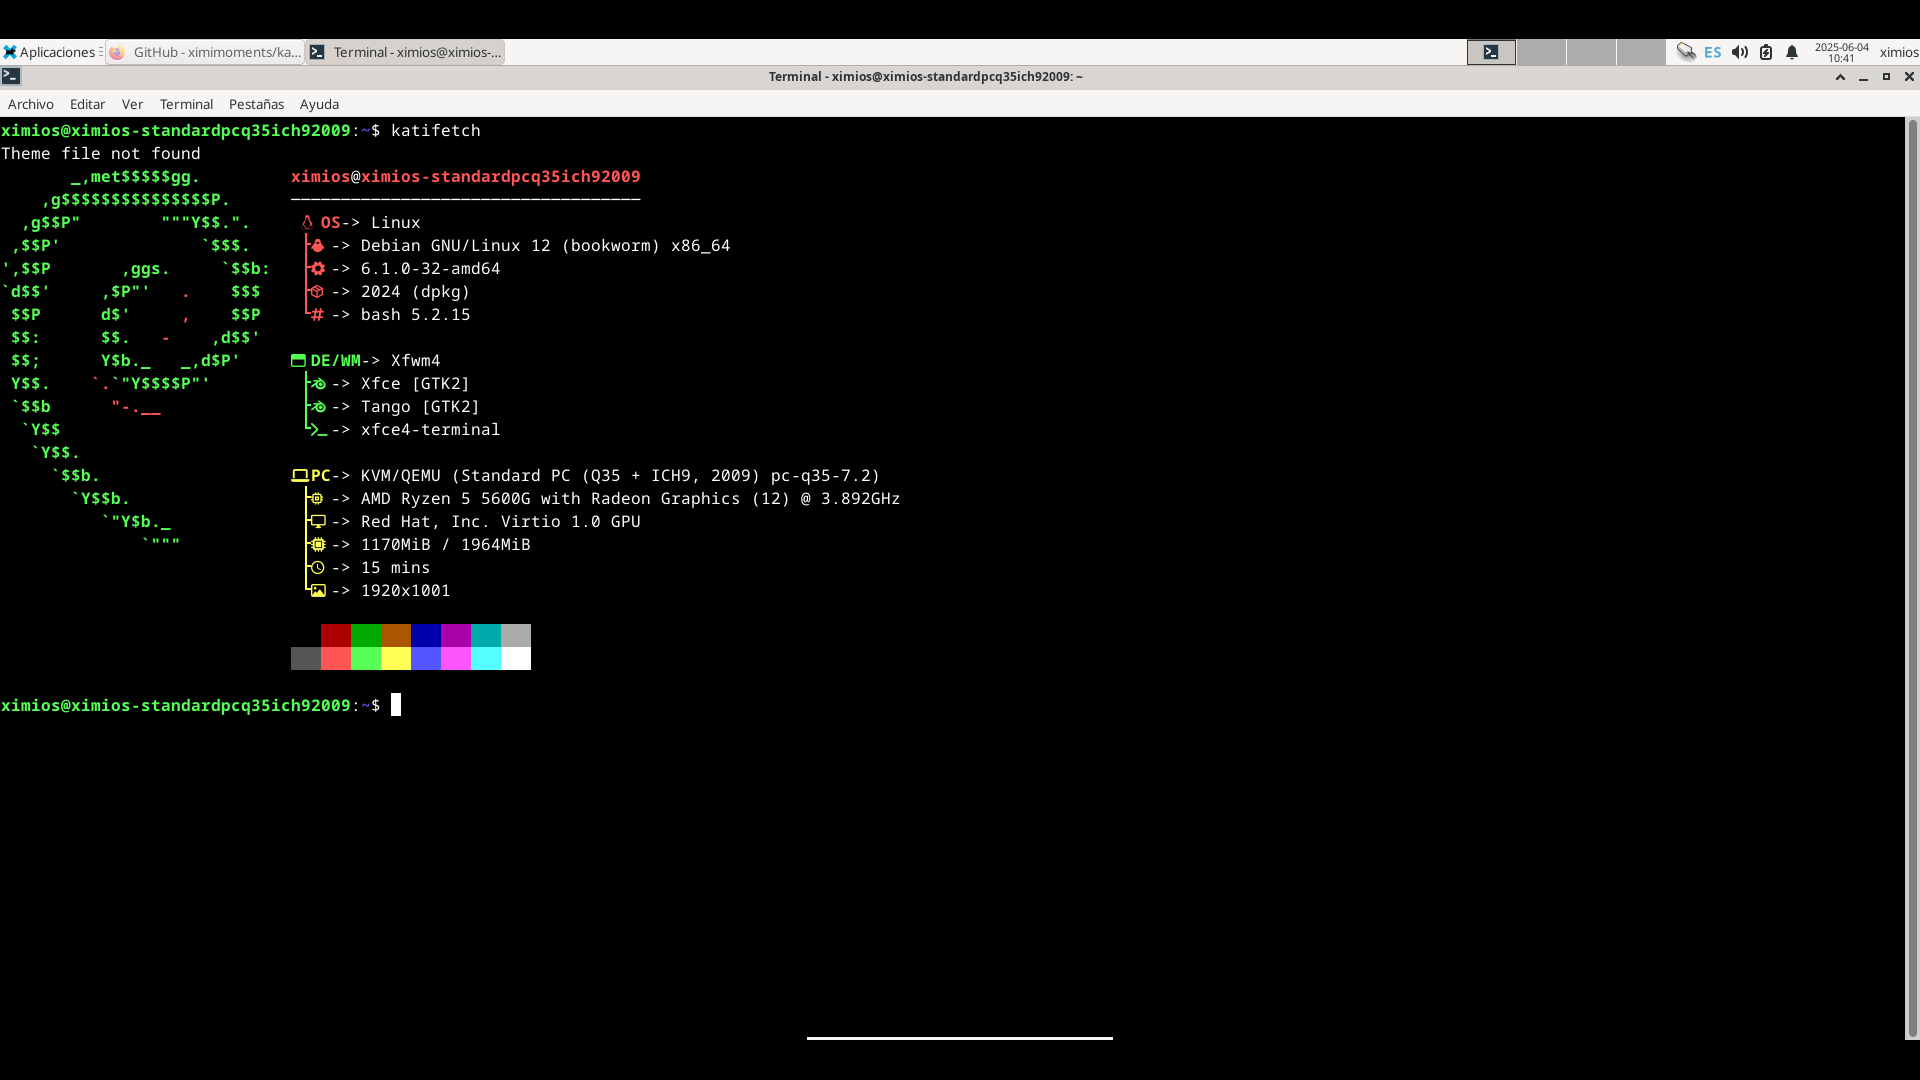 Aplicaciones
GitHub - ximimoments/ka...
Terminal - ximios@ximios-...
ES
2025-06-04
10:41
ximios
Terminal - ximios@ximios-standardpcq35ich92009: ~
Archivo Editar Ver Terminal Pestañas Ayuda
ximios@ximios-standardpcq35ich92009:~$ katifetch
Theme file not found
       _,met$$$$$gg.         ximios@ximios-standardpcq35ich92009
    ,g$$$$$$$$$$$$$$$P.      ───────────────────────────────────
  ,g$$P"        """Y$$.".     OS-> Linux
 ,$$P'              `$$$.     -> Debian GNU/Linux 12 (bookworm) x86_64
',$$P       ,ggs.     `$$b:   -> 6.1.0-32-amd64
`d$$'     ,$P"'   .    $$$    -> 2024 (dpkg)
 $$P      d$'     ,    $$P    # -> bash 5.2.15
 $$:      $$.   -    ,d$$'
 $$;      Y$b._   _,d$P'     DE/WM-> Xfwm4
 Y$$.    `.`"Y$$$$P"'         -> Xfce [GTK2]
 `$$b      "-.__              -> Tango [GTK2]
  `Y$$                        >_ -> xfce4-terminal
   `Y$$.
     `$$b.                   PC-> KVM/QEMU (Standard PC (Q35 + ICH9, 2009) pc-q35-7.2)
       `Y$$b.                 -> AMD Ryzen 5 5600G with Radeon Graphics (12) @ 3.892GHz
          `"Y$b._             -> Red Hat, Inc. Virtio 1.0 GPU
              `"""            -> 1170MiB / 1964MiB
                              -> 15 mins
                              -> 1920x1001
ximios@ximios-standardpcq35ich92009:~$